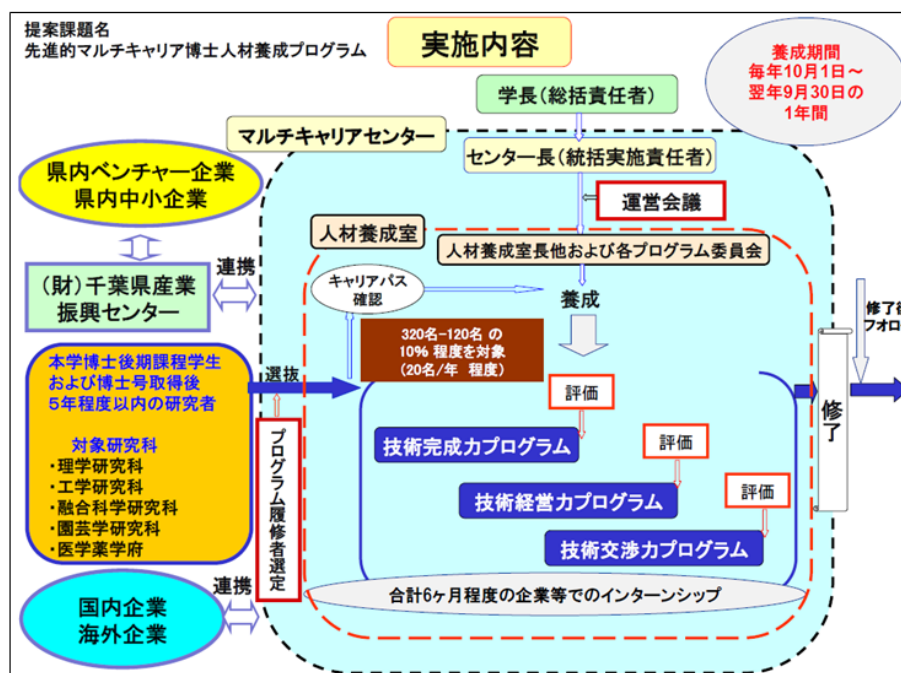 提案課題名
先進的マルチキャリア博士人材養成プログラム
実施内容
養成期間
毎年10月1日～
翌年9月30日の
1年間
学長(総括責任者)
マルチキャリアセンター
センター長(統括実施責任者)
運営会議
県内ベンチャー企業
県内中小企業
人材養成室
人材養成室長他および各プログラム委員会
(財)千葉県産業
振興センター
連携
キャリアパス
確認
養成
修了後
フォロー
320名-120名 の
10% 程度を対象
(20名/年 程度)
本学博士後期課程学生
および博士号取得後
5年程度以内の研究者
対象研究科
・理学研究科
・工学研究科
・融合科学研究科
・園芸学研究科
・医学薬学府
選抜
プログラム履修者選定
評価
技術完成力プログラム
評価
技術経営力プログラム
評価
技術交渉力プログラム
修了
合計6ヶ月程度の企業等でのインターンシップ
国内企業
海外企業
連携